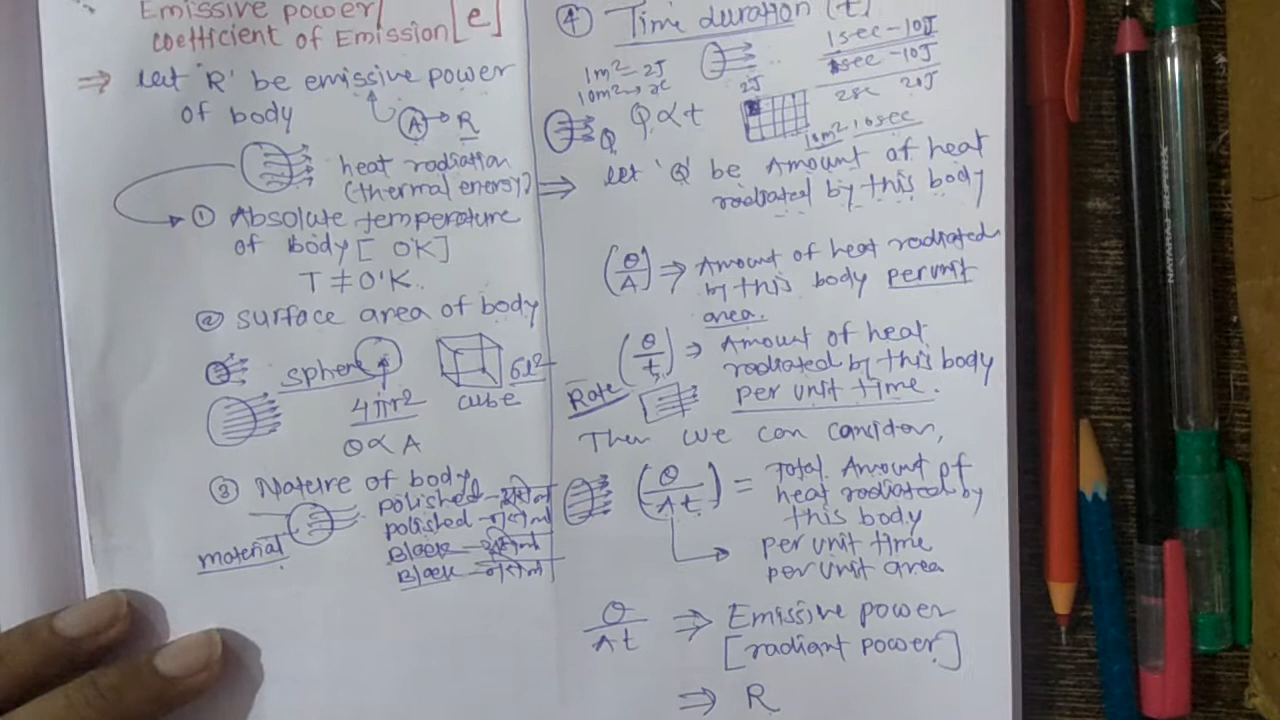 Emissive power/
coefficient of Emission [e]
⇒ Let 'R' be emissive power
of body
A → R
heat radiation
(thermal energy)
① Absolute temperature
of body [0°K]
T ≠ 0°K.
② surface area of body
sphere
4πr²
6l²
cube
Q ∝ A
③ Nature of body
material
polished
polished
Black
Black
④ Time duration (t)
1m² = 2J
10m² → x
2J
1sec - 10J
1sec - 10J
2sec 20J
10m² 10sec
Q
Q ∝ t
⇒ Let 'Q' be Amount of heat
radiated by this body
(Q/A) ⇒ Amount of heat radiated
by this body per unit
area.
(Q/t) ⇒ Amount of heat
radiated by this body
per unit time.
Rate
Then we can consider,
(Q/At) = Total Amount of
heat radiated by
this body
per unit time
per unit area
Q/At ⇒ Emissive power
[radiant power]
⇒ R
NATARAJ